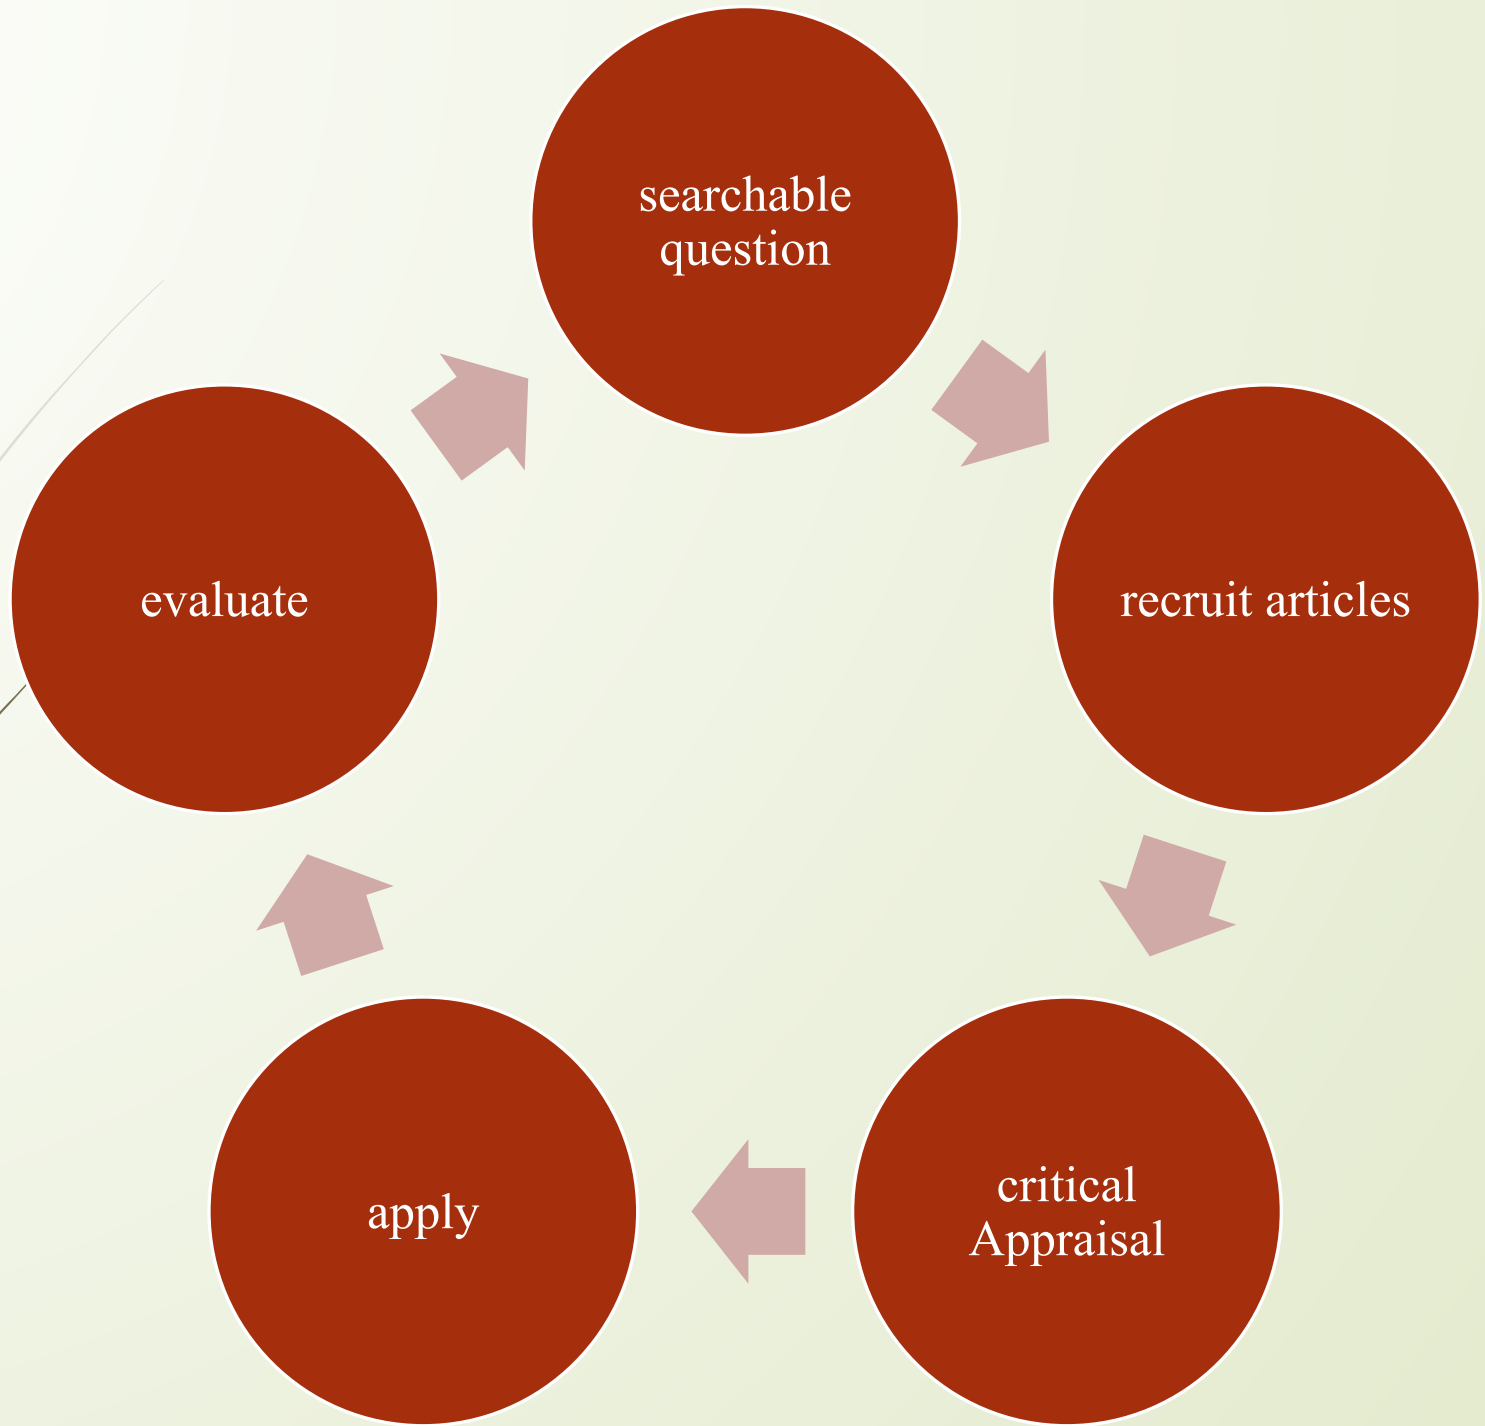 searchable
question
recruit articles
critical
Appraisal
apply
evaluate